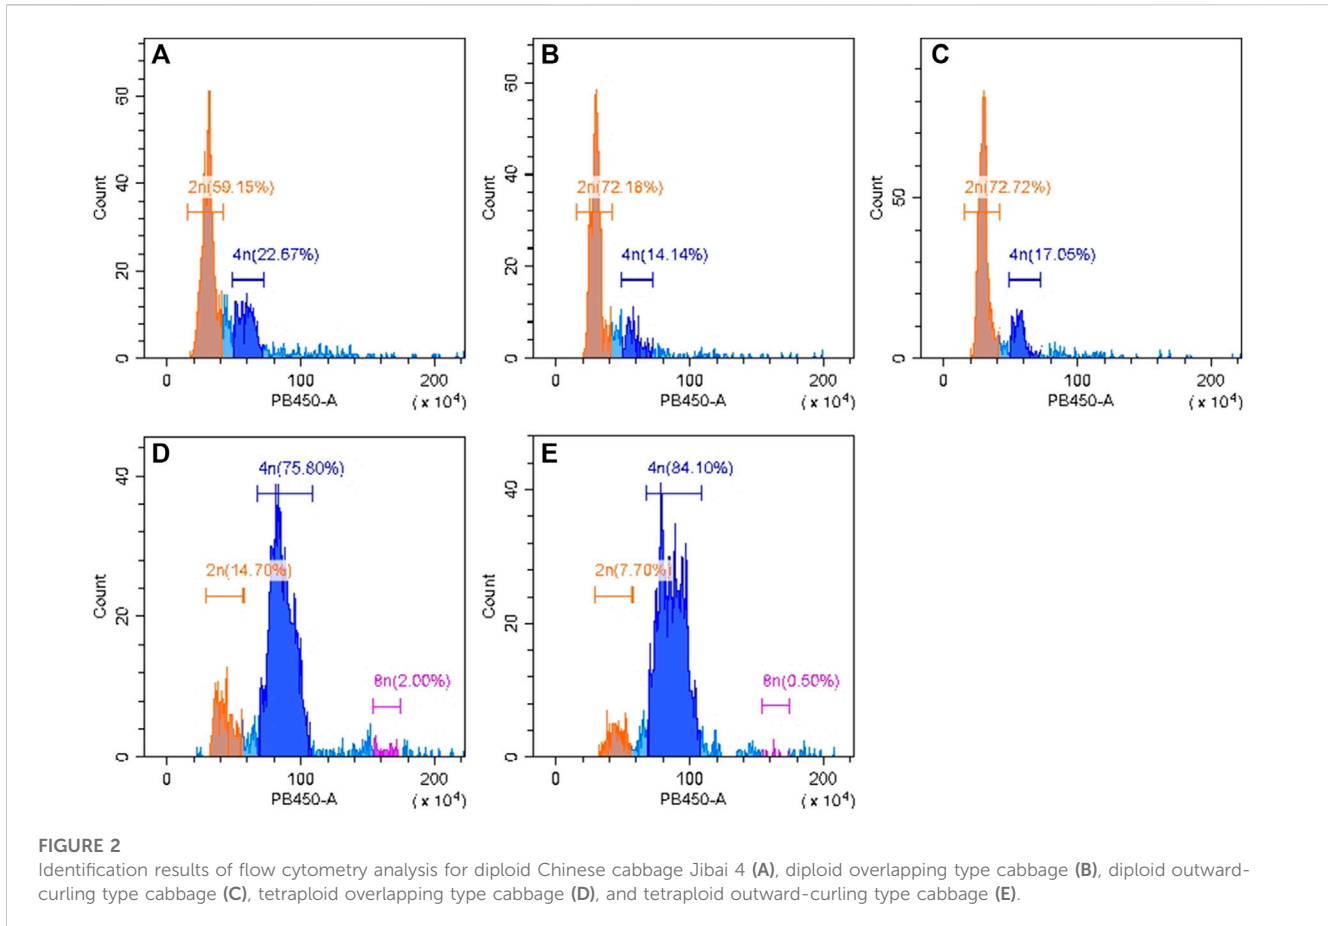 A
Count
0
20
40
60
2n(59.15%)
4n(22.67%)
0
100
200
PB450-A
(x 10⁴)
B
Count
0
20
40
60
2n(72.18%)
4n(14.14%)
0
100
200
PB450-A
(x 10⁴)
C
Count
0
50
2n(72.72%)
4n(17.05%)
0
100
200
PB450-A
(x 10⁴)
D
Count
0
20
40
4n(75.80%)
2n(14.70%)
8n(2.00%)
0
100
200
PB450-A
(x 10⁴)
E
Count
0
20
40
4n(84.10%)
2n(7.70%)
8n(0.50%)
0
100
200
PB450-A
(x 10⁴)
FIGURE 2
Identification results of flow cytometry analysis for diploid Chinese cabbage Jibai 4 (A), diploid overlapping type cabbage (B), diploid outward-
curling type cabbage (C), tetraploid overlapping type cabbage (D), and tetraploid outward-curling type cabbage (E).